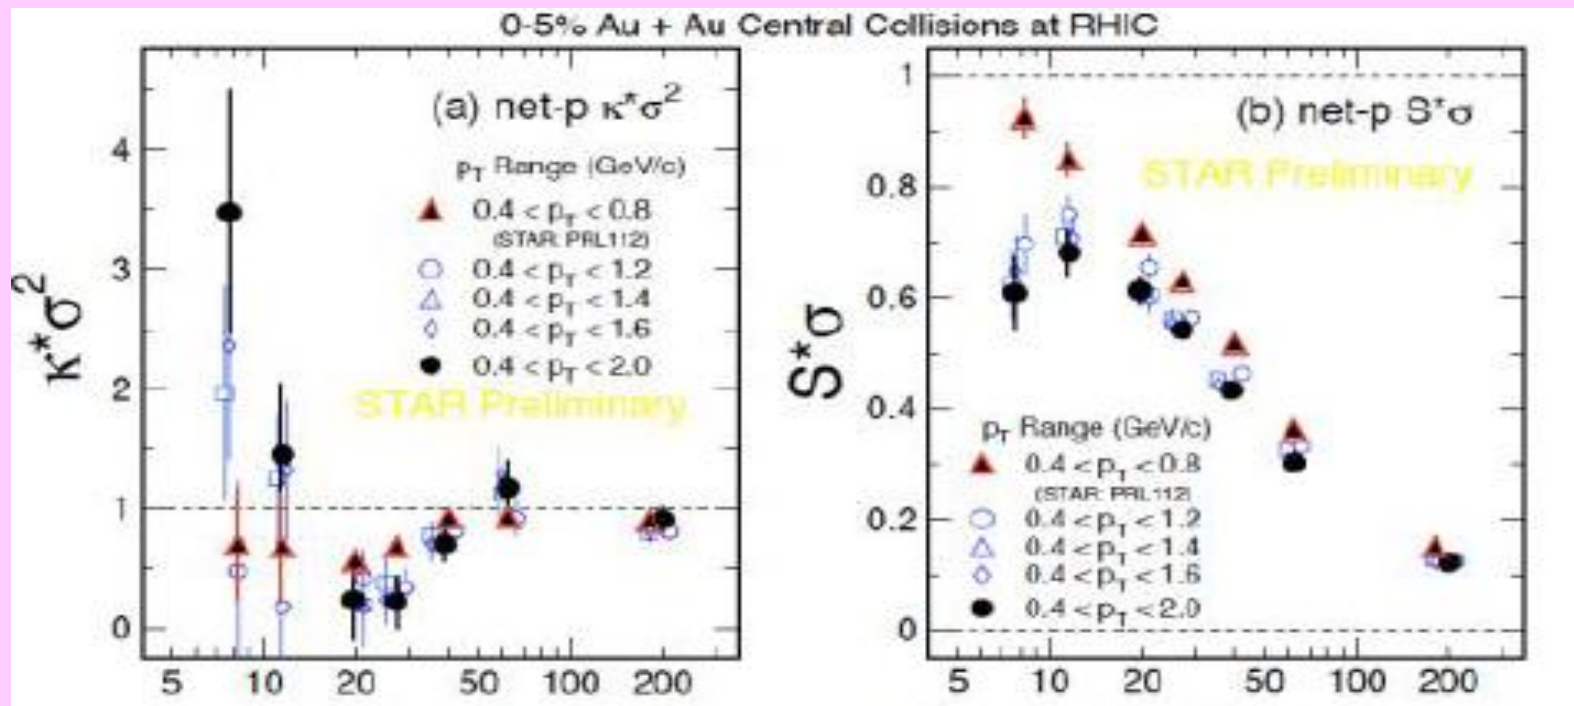 0-5% Au + Au Central Collisions at RHIC
(a) net-p κ*σ²
p_T Range (GeV/c)
0.4 < p_T < 0.8
(STAR: PRL112)
0.4 < p_T < 1.2
0.4 < p_T < 1.4
0.4 < p_T < 1.6
0.4 < p_T < 2.0
STAR Preliminary
κ*σ²
4
3
2
1
0
5 10 20 50 100 200
(b) net-p S*σ
STAR Preliminary
S*σ
1
0.8
0.6
0.4
0.2
0
p_T Range (GeV/c)
0.4 < p_T < 0.8
(STAR: PRL112)
0.4 < p_T < 1.2
0.4 < p_T < 1.4
0.4 < p_T < 1.6
0.4 < p_T < 2.0
5 10 20 50 100 200